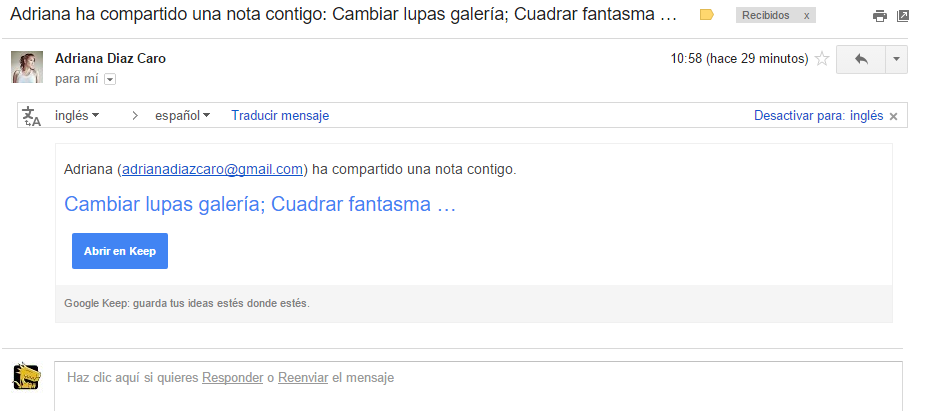 Adriana ha compartido una nota contigo: Cambiar lupas galería; Cuadrar fantasma …
Recibidos x
Adriana Diaz Caro
10:58 (hace 29 minutos)
para mí
inglés
español
Traducir mensaje
Desactivar para: inglés ×
Adriana (adrianadiazcaro@gmail.com) ha compartido una nota contigo.
Cambiar lupas galería; Cuadrar fantasma …
Abrir en Keep
Google Keep: guarda tus ideas estés donde estés.
Haz clic aquí si quieres Responder o Reenviar el mensaje